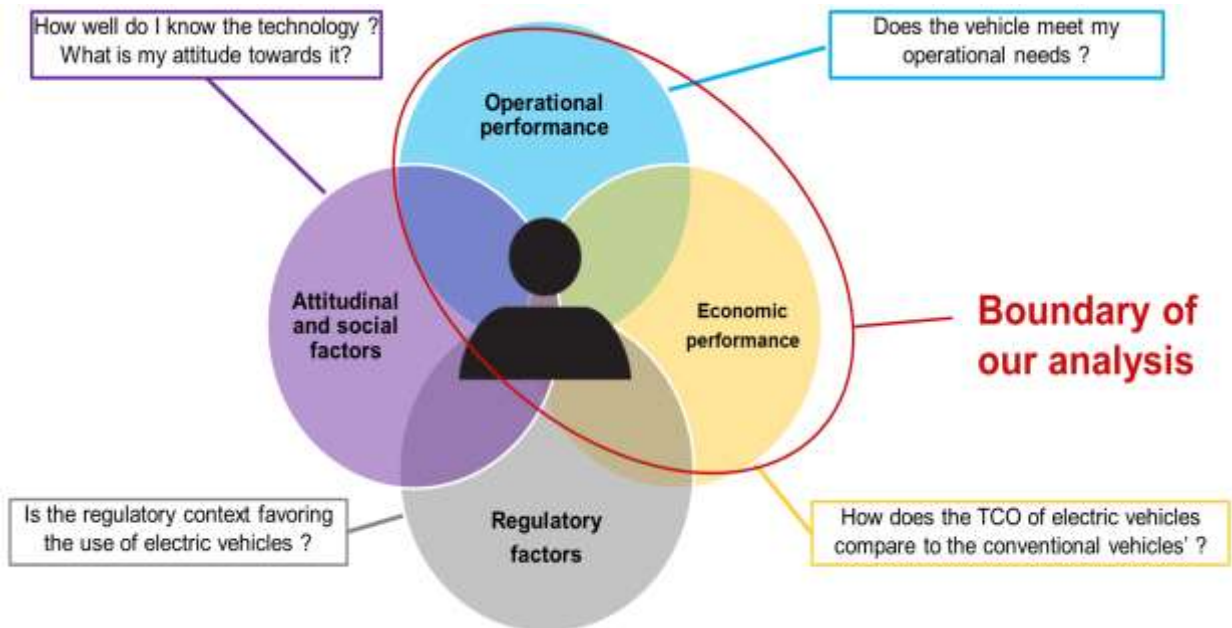 How well do I know the technology ?
What is my attitude towards it?
Does the vehicle meet my
operational needs ?
Operational
performance
Attitudinal
and social
factors
Economic
performance
Boundary of
our analysis
Is the regulatory context favoring
the use of electric vehicles ?
Regulatory
factors
How does the TCO of electric vehicles
compare to the conventional vehicles' ?